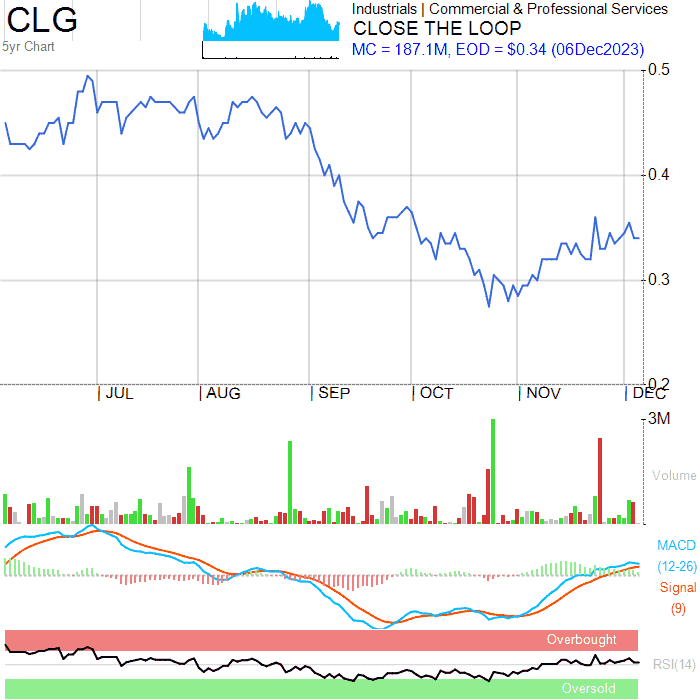 CLG
5yr Chart
Industrials | Commercial & Professional Services
CLOSE THE LOOP
MC = 187.1M, EOD = $0.34 (06Dec2023)
0.5
0.4
0.3
0.2
| JUL | AUG | SEP | OCT | NOV | DEC
3M
Volume
MACD
(12-26)
Signal
(9)
Overbought
RSI(14)
Oversold